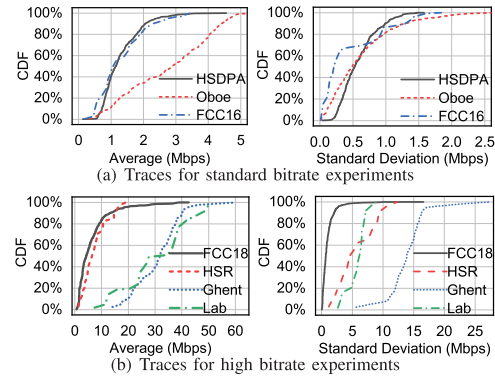 100%
80%
60%
40%
20%
0%
CDF
HSDPA
Oboe
FCC16
0 1 2 3 4 5
Average (Mbps)
100%
80%
60%
40%
20%
0%
CDF
HSDPA
Oboe
FCC16
0.0 0.5 1.0 1.5 2.0 2.5
Standard Deviation (Mbps)
(a) Traces for standard bitrate experiments
100%
80%
60%
40%
20%
0%
CDF
FCC18
HSR
Ghent
Lab
0 10 20 30 40 50 60
Average (Mbps)
100%
80%
60%
40%
20%
0%
CDF
FCC18
HSR
Ghent
Lab
0 5 10 15 20 25
Standard Deviation (Mbps)
(b) Traces for high bitrate experiments